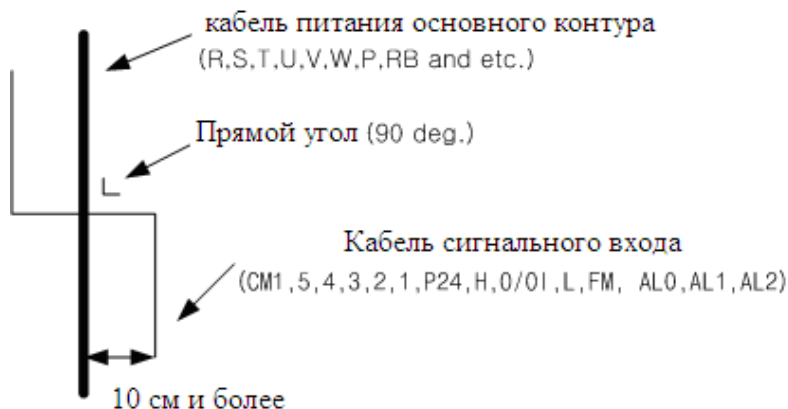 кабель питания основного контура
(R,S,T,U,V,W,P,RB and etc.)
Прямой угол (90 deg.)
Кабель сигнального входа
(CM1,5,4,3,2,1,P24,H,O/OI,L,FM, AL0,AL1,AL2)
10 см и более